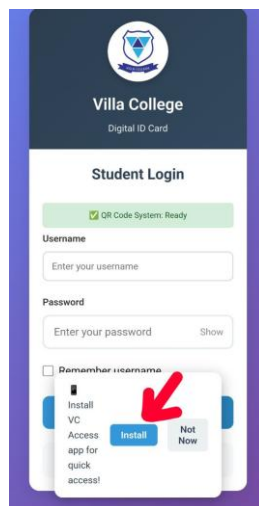 Villa College
Digital ID Card
Student Login
✅ QR Code System: Ready
Username
Enter your username
Password
Enter your password Show
Remember username
📱
Install
VC
Access
app for
quick
access!
Install
Not
Now